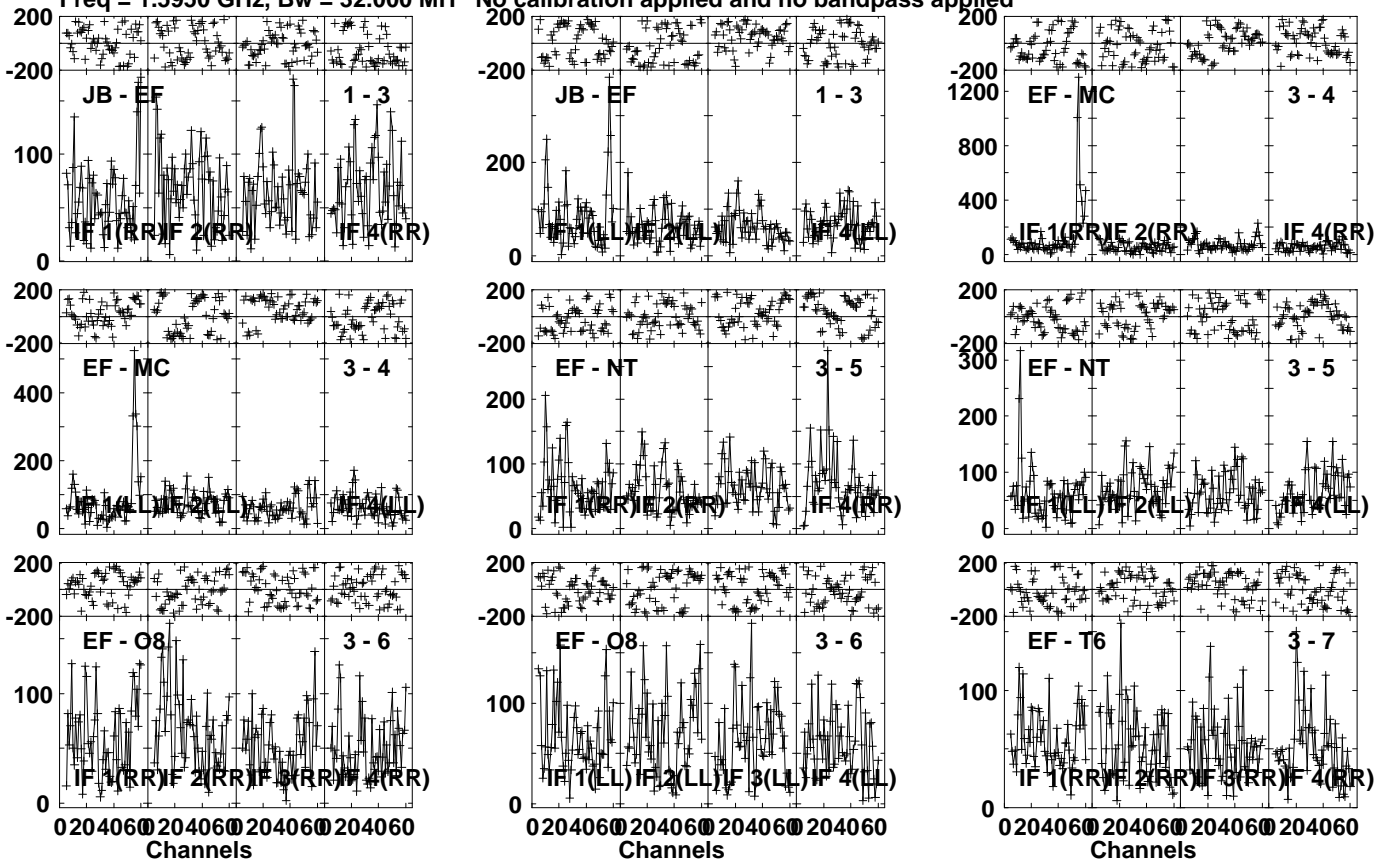 Freq = 1.5950 GHz, Bw = 32.000 MH No calibration applied and no bandpass applied
200
-200
JB - EF 1 - 3
100
0
IF 1(RR) IF 2(RR) IF 4(RR)
200
-200
JB - EF 1 - 3
200
0
IF 1(LL) IF 2(LL) IF 4(LL)
200
-200
1200
EF - MC 3 - 4
800
400
0
IF 1(RR) IF 2(RR) IF 4(RR)
200
-200
EF - MC 3 - 4
400
200
0
IF 1(LL) IF 2(LL) IF 4(LL)
200
-200
EF - NT 3 - 5
200
100
0
IF 1(RR) IF 2(RR) IF 4(RR)
200
-200
300
EF - NT 3 - 5
200
100
0
IF 1(LL) IF 2(LL) IF 4(LL)
200
-200
EF - O8 3 - 6
100
0
IF 1(RR) IF 2(RR) IF 3(RR) IF 4(RR)
0 20 40 60 0 20 40 60 0 20 40 60 0 20 40 60
Channels
200
-200
EF - O8 3 - 6
100
0
IF 1(LL) IF 2(LL) IF 3(LL) IF 4(LL)
0 20 40 60 0 20 40 60 0 20 40 60 0 20 40 60
Channels
200
-200
EF - T6 3 - 7
100
0
IF 1(RR) IF 2(RR) IF 3(RR) IF 4(RR)
0 20 40 60 0 20 40 60 0 20 40 60 0 20 40 60
Channels